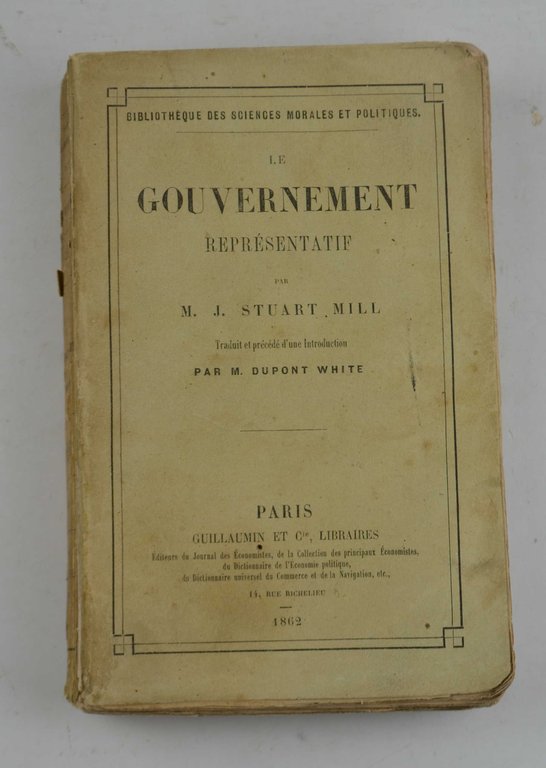 BIBLIOTHÈQUE DES SCIENCES MORALES ET POLITIQUES.
LE
GOUVERNEMENT
REPRÉSENTATIF
PAR
M. J. STUART MILL
Traduit et précédé d'une Introduction
PAR M. DUPONT WHITE
PARIS
GUILLAUMIN ET Cie, LIBRAIRES
Éditeurs du Journal des Économistes, de la Collection des principaux Économistes,
du Dictionnaire de l'Économie politique,
du Dictionnaire universel du Commerce et de la Navigation, etc.,
14, RUE RICHELIEU
1862